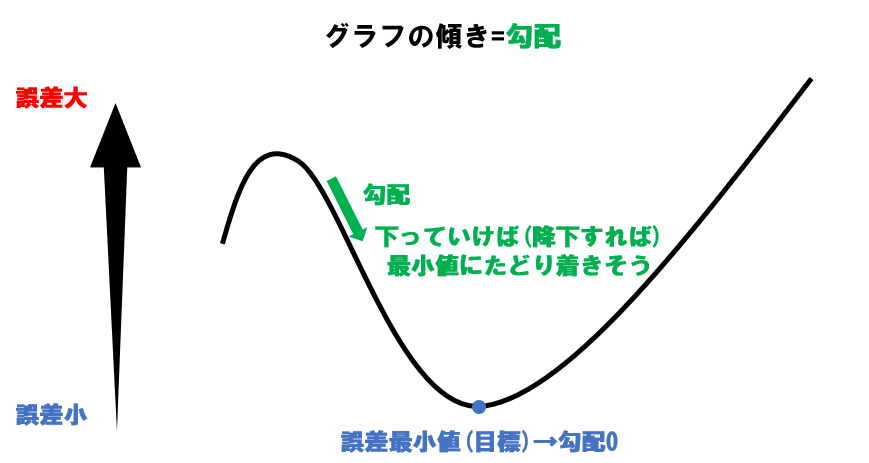 グラフの傾き=勾配
誤差大
勾配
下っていけば(降下すれば)
最小値にたどり着きそう
誤差小
誤差最小値(目標)→勾配0